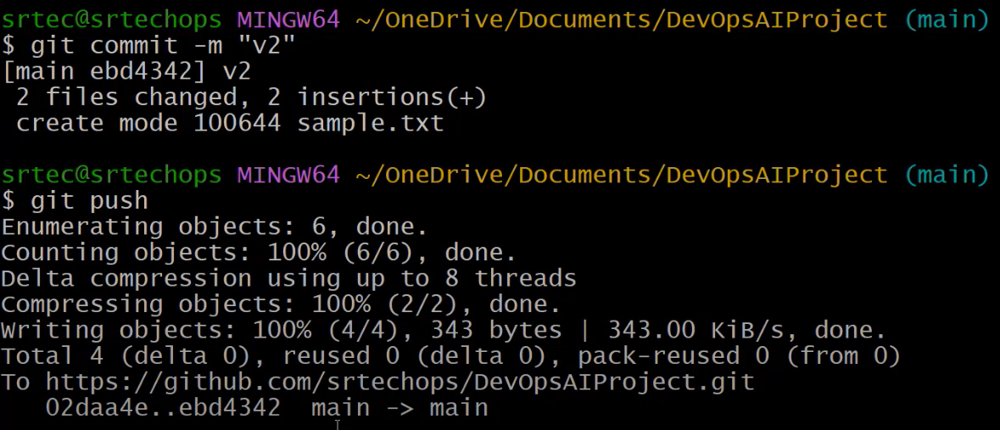 srtec@srtechops MINGW64 ~/OneDrive/Documents/DevOpsAIProject (main)
$ git commit -m "v2"
[main ebd4342] v2
 2 files changed, 2 insertions(+)
 create mode 100644 sample.txt

srtec@srtechops MINGW64 ~/OneDrive/Documents/DevOpsAIProject (main)
$ git push
Enumerating objects: 6, done.
Counting objects: 100% (6/6), done.
Delta compression using up to 8 threads
Compressing objects: 100% (2/2), done.
Writing objects: 100% (4/4), 343 bytes | 343.00 KiB/s, done.
Total 4 (delta 0), reused 0 (delta 0), pack-reused 0 (from 0)
To https://github.com/srtechops/DevOpsAIProject.git
   02daa4e..ebd4342  main -> main